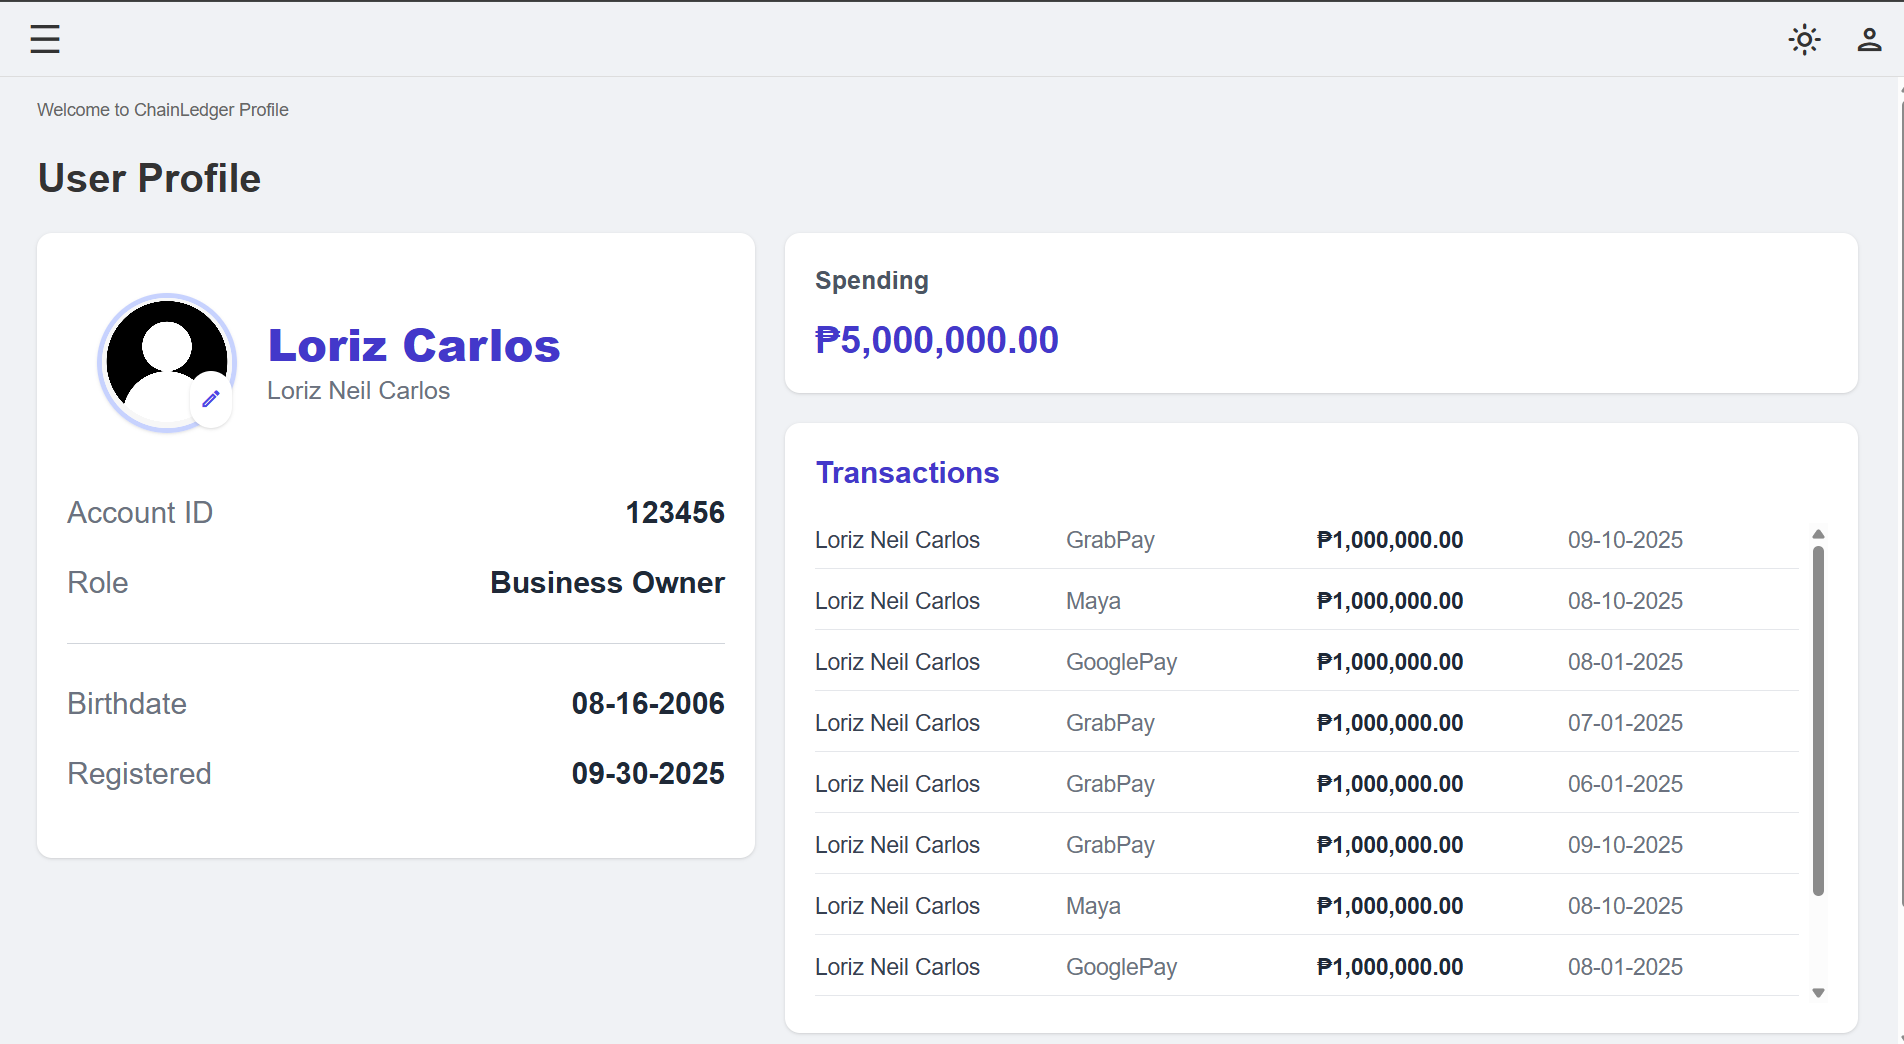 Welcome to ChainLedger Profile
User Profile
Loriz Carlos
Loriz Neil Carlos
Account ID 123456
Role Business Owner
Birthdate 08-16-2006
Registered 09-30-2025
Spending
₱5,000,000.00
Transactions
Loriz Neil Carlos GrabPay ₱1,000,000.00 09-10-2025
Loriz Neil Carlos Maya ₱1,000,000.00 08-10-2025
Loriz Neil Carlos GooglePay ₱1,000,000.00 08-01-2025
Loriz Neil Carlos GrabPay ₱1,000,000.00 07-01-2025
Loriz Neil Carlos GrabPay ₱1,000,000.00 06-01-2025
Loriz Neil Carlos GrabPay ₱1,000,000.00 09-10-2025
Loriz Neil Carlos Maya ₱1,000,000.00 08-10-2025
Loriz Neil Carlos GooglePay ₱1,000,000.00 08-01-2025